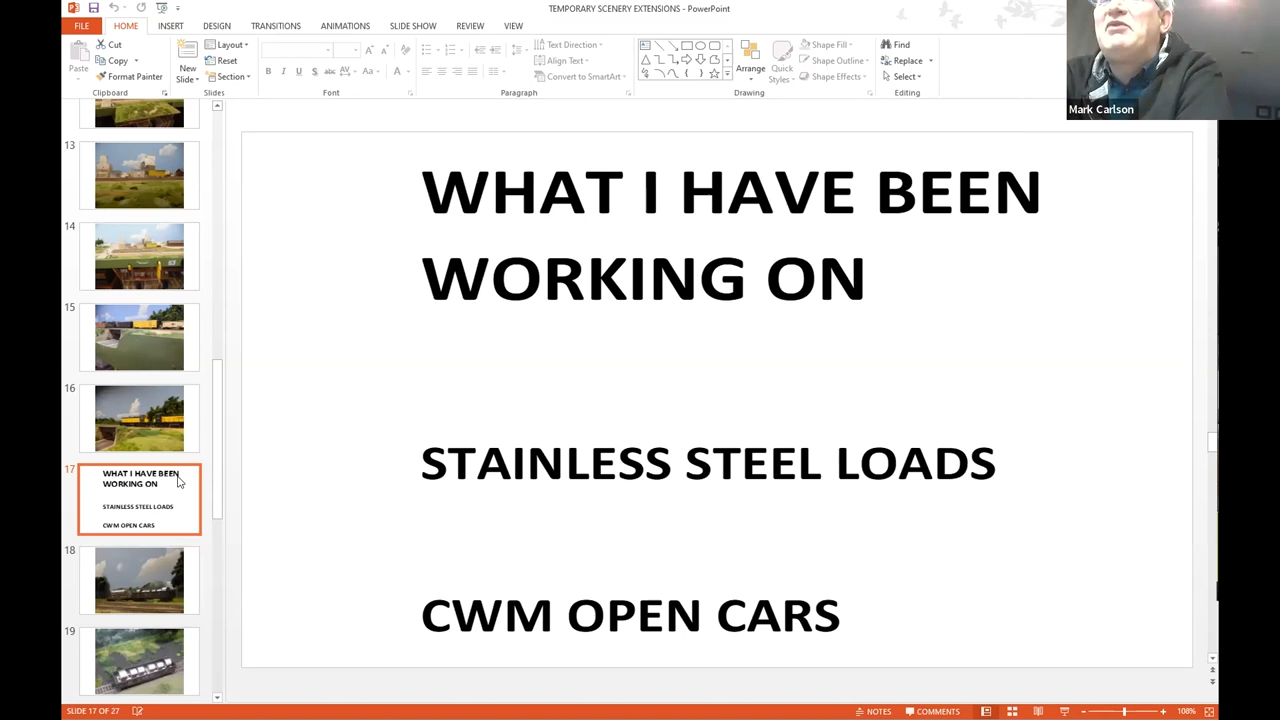 TEMPORARY SCENERY EXTENSIONS - PowerPoint
FILE HOME INSERT DESIGN TRANSITIONS ANIMATIONS SLIDE SHOW REVIEW VIEW
Paste
Cut
Copy
Format Painter
Clipboard
New Slide
Layout
Reset
Section
Slides
B I U S abc AV Aa A
Font
Paragraph
Text Direction
Align Text
Convert to SmartArt
Arrange
Quick Styles
Shape Fill
Shape Outline
Shape Effects
Drawing
Find
Replace
Select
Editing
Mark Carlson
13
14
15
16
17
WHAT I HAVE BEEN
WORKING ON
STAINLESS STEEL LOADS
CWM OPEN CARS
18
19
WHAT I HAVE BEEN
WORKING ON
STAINLESS STEEL LOADS
CWM OPEN CARS
SLIDE 17 OF 27
NOTES COMMENTS 108%